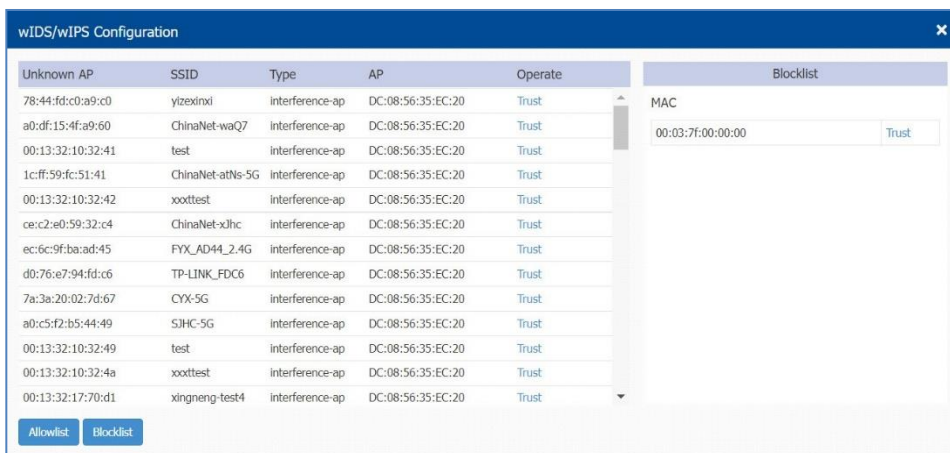 wIDS/wIPS Configuration
Unknown AP SSID Type AP Operate
78:44:fd:c0:a9:c0 yizexinxi interference-ap DC:08:56:35:EC:20 Trust
a0:df:15:4f:a9:60 ChinaNet-waQ7 interference-ap DC:08:56:35:EC:20 Trust
00:13:32:10:32:41 test interference-ap DC:08:56:35:EC:20 Trust
1c:ff:59:fc:51:41 ChinaNet-atNs-5G interference-ap DC:08:56:35:EC:20 Trust
00:13:32:10:32:42 xxxttest interference-ap DC:08:56:35:EC:20 Trust
ce:c2:e0:59:32:c4 ChinaNet-xJhc interference-ap DC:08:56:35:EC:20 Trust
ec:6c:9f:ba:ad:45 FYX_AD44_2.4G interference-ap DC:08:56:35:EC:20 Trust
d0:76:e7:94:fd:c6 TP-LINK_FDC6 interference-ap DC:08:56:35:EC:20 Trust
7a:3a:20:02:7d:67 CYX-5G interference-ap DC:08:56:35:EC:20 Trust
a0:c5:f2:b5:44:49 SJHC-5G interference-ap DC:08:56:35:EC:20 Trust
00:13:32:10:32:49 test interference-ap DC:08:56:35:EC:20 Trust
00:13:32:10:32:4a xxxttest interference-ap DC:08:56:35:EC:20 Trust
00:13:32:17:70:d1 xingneng-test4 interference-ap DC:08:56:35:EC:20 Trust
Blocklist
MAC
00:03:7f:00:00:00 Trust
Allowlist Blocklist